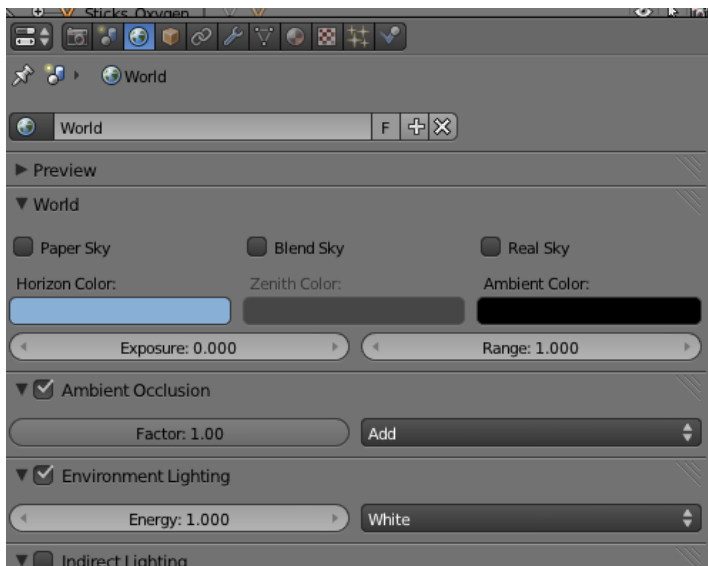 Sticks_Oxygen
World
World F
Preview
World
Paper Sky Blend Sky Real Sky
Horizon Color: Zenith Color: Ambient Color:
Exposure: 0.000 Range: 1.000
Ambient Occlusion
Factor: 1.00 Add
Environment Lighting
Energy: 1.000 White
Indirect Lighting